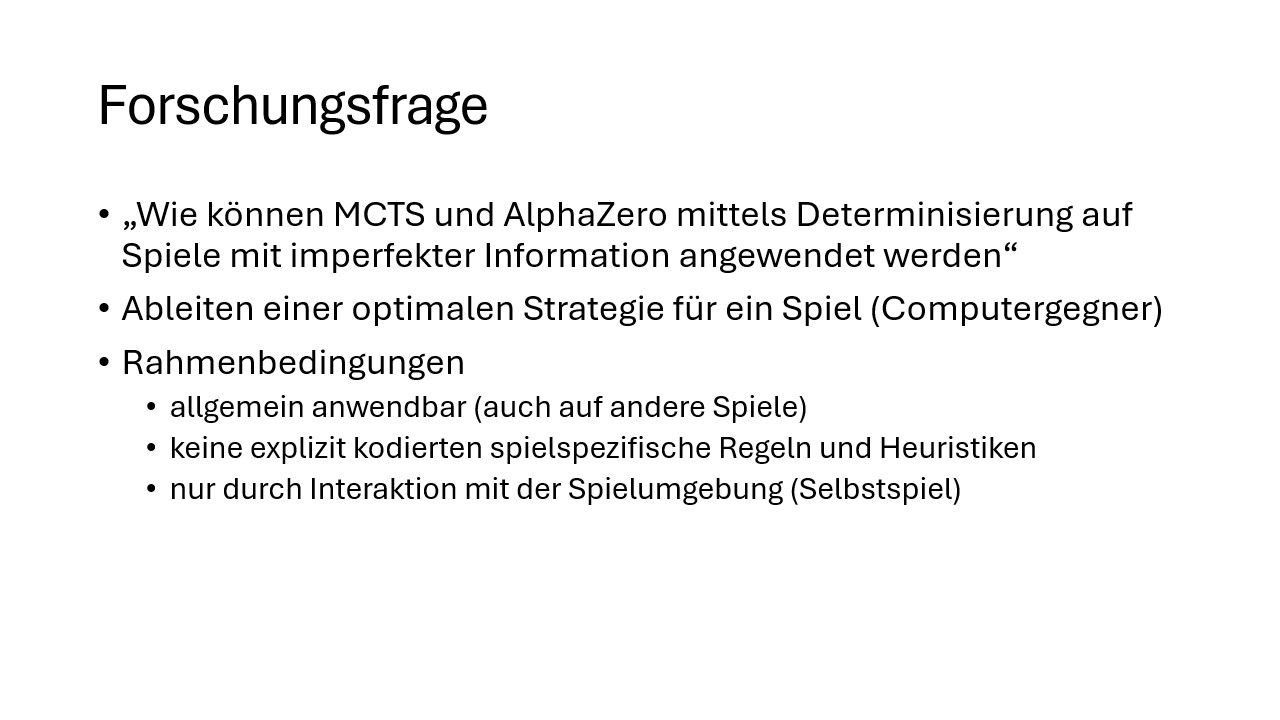 Forschungsfrage
• „Wie können MCTS und AlphaZero mittels Determinisierung auf
Spiele mit imperfekter Information angewendet werden“
• Ableiten einer optimalen Strategie für ein Spiel (Computergegner)
• Rahmenbedingungen
• allgemein anwendbar (auch auf andere Spiele)
• keine explizit kodierten spielspezifische Regeln und Heuristiken
• nur durch Interaktion mit der Spielumgebung (Selbstspiel)